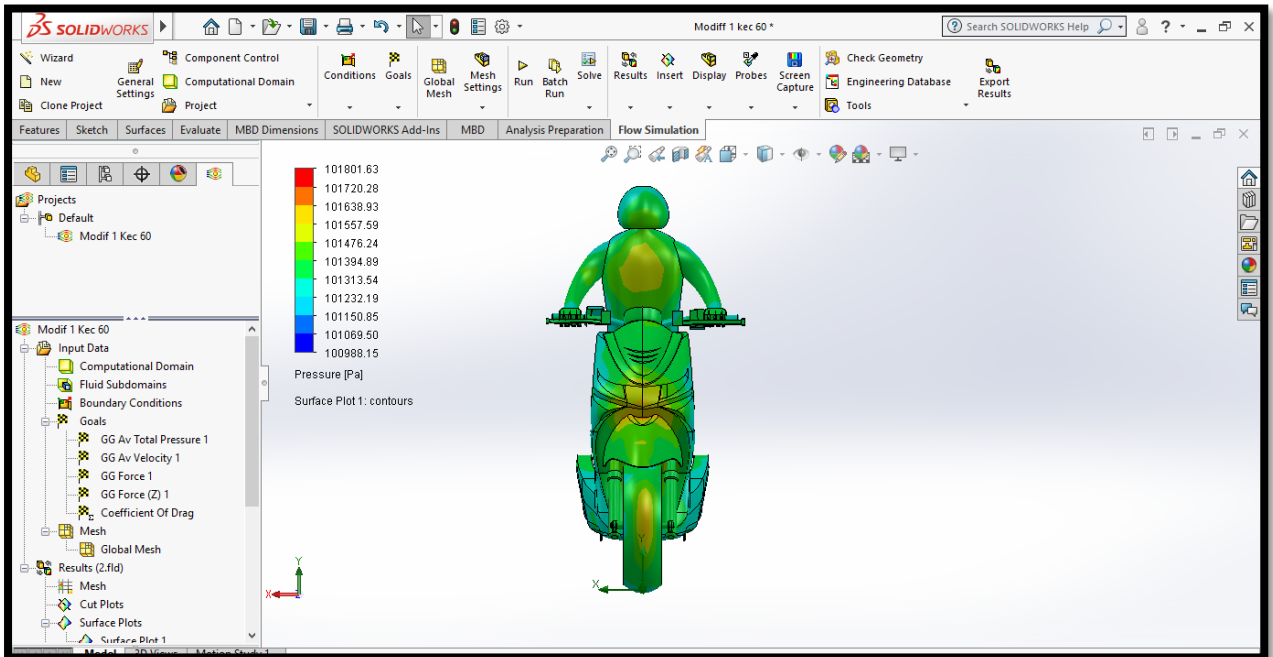 SOLIDWORKS
Modiff 1 kec 60 *
Search SOLIDWORKS Help
?
Wizard
New
Clone Project
General Settings
Component Control
Computational Domain
Project
Conditions
Goals
Global Mesh
Mesh Settings
Run
Batch Run
Solve
Results
Insert
Display
Probes
Screen Capture
Check Geometry
Engineering Database
Tools
Export Results
Features
Sketch
Surfaces
Evaluate
MBD Dimensions
SOLIDWORKS Add-Ins
MBD
Analysis Preparation
Flow Simulation
Projects
Default
Modif 1 Kec 60
Modif 1 Kec 60
Input Data
Computational Domain
Fluid Subdomains
Boundary Conditions
Goals
GG Av Total Pressure 1
GG Av Velocity 1
GG Force 1
GG Force (Z) 1
Coefficient Of Drag
Mesh
Global Mesh
Results (2.fld)
Mesh
Cut Plots
Surface Plots
Surface Plot 1
101801.63
101720.28
101638.93
101557.59
101476.24
101394.89
101313.54
101232.19
101150.85
101069.50
100988.15
Pressure [Pa]
Surface Plot 1: contours
Y
X
Y
X
Model
3D Views
Motion Study 1